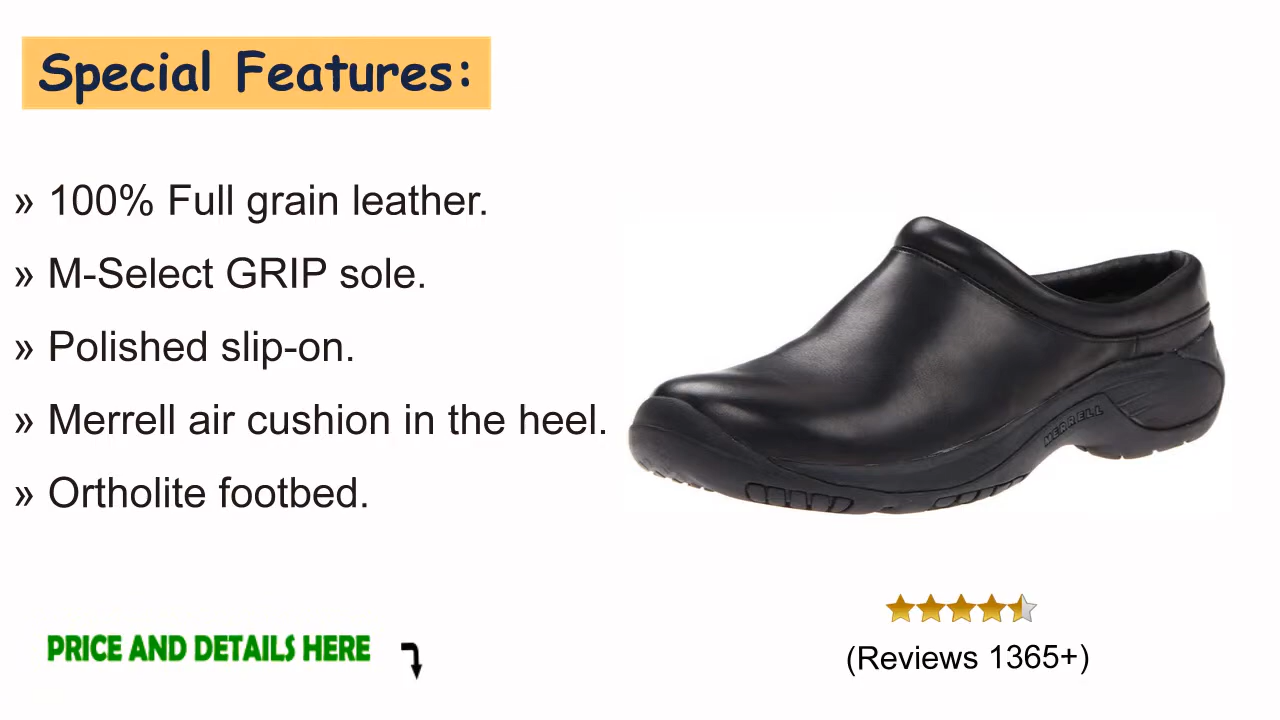 Special Features:
» 100% Full grain leather.
» M-Select GRIP sole.
» Polished slip-on.
» Merrell air cushion in the heel.
» Ortholite footbed.
MERRELL
PRICE AND DETAILS HERE
(Reviews 1365+)